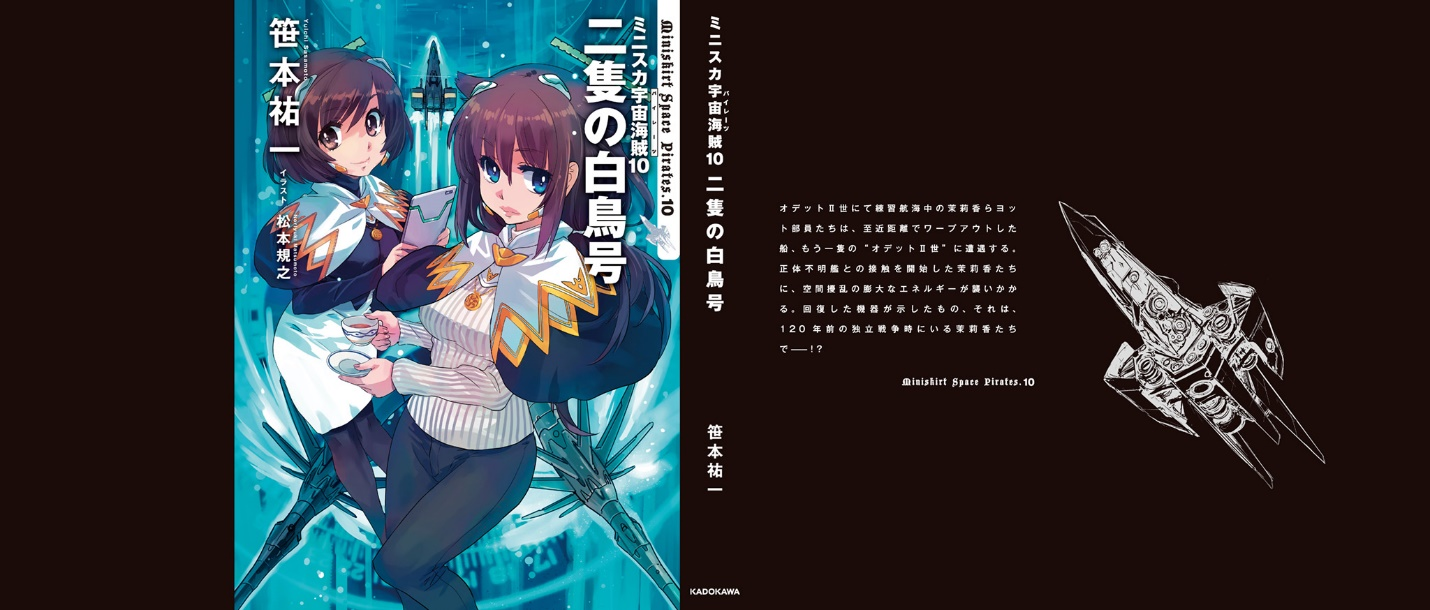 Miniskirt Space Pirates.10
ミニスカ宇宙海賊10
パイレーツ
二隻の白鳥号
Yuichi Sasamoto
笹本祐一
イラスト
松本規之
Noriyuki Matsumoto
ミニスカ宇宙海賊10 二隻の白鳥号
パイレーツ
笹本祐一
KADOKAWA
オデットⅡ世にて練習航海中の茉莉香らヨッ
ト部員たちは、至近距離でワープアウトした
船、もう一隻の“オデットⅡ世”に遭遇する。
正体不明艦との接触を開始した茉莉香たち
に、空間擾乱の膨大なエネルギーが襲いかか
る。回復した機器が示したもの、それは、
120年前の独立戦争時にいる茉莉香たち
で──!?
Miniskirt Space Pirates.10